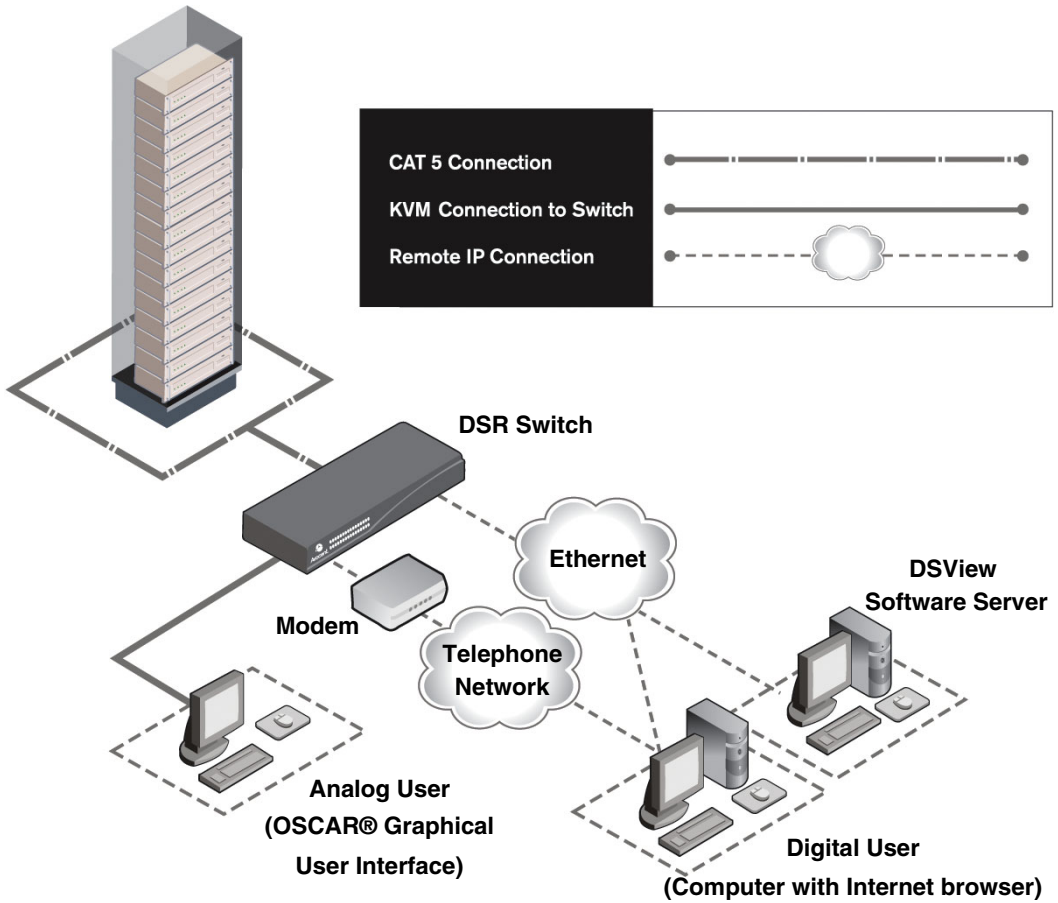 CAT 5 Connection
KVM Connection to Switch
Remote IP Connection
DSR Switch
Avocent
Ethernet
DSView
Software Server
Modem
Telephone
Network
Analog User
(OSCAR® Graphical
User Interface)
Digital User
(Computer with Internet browser)